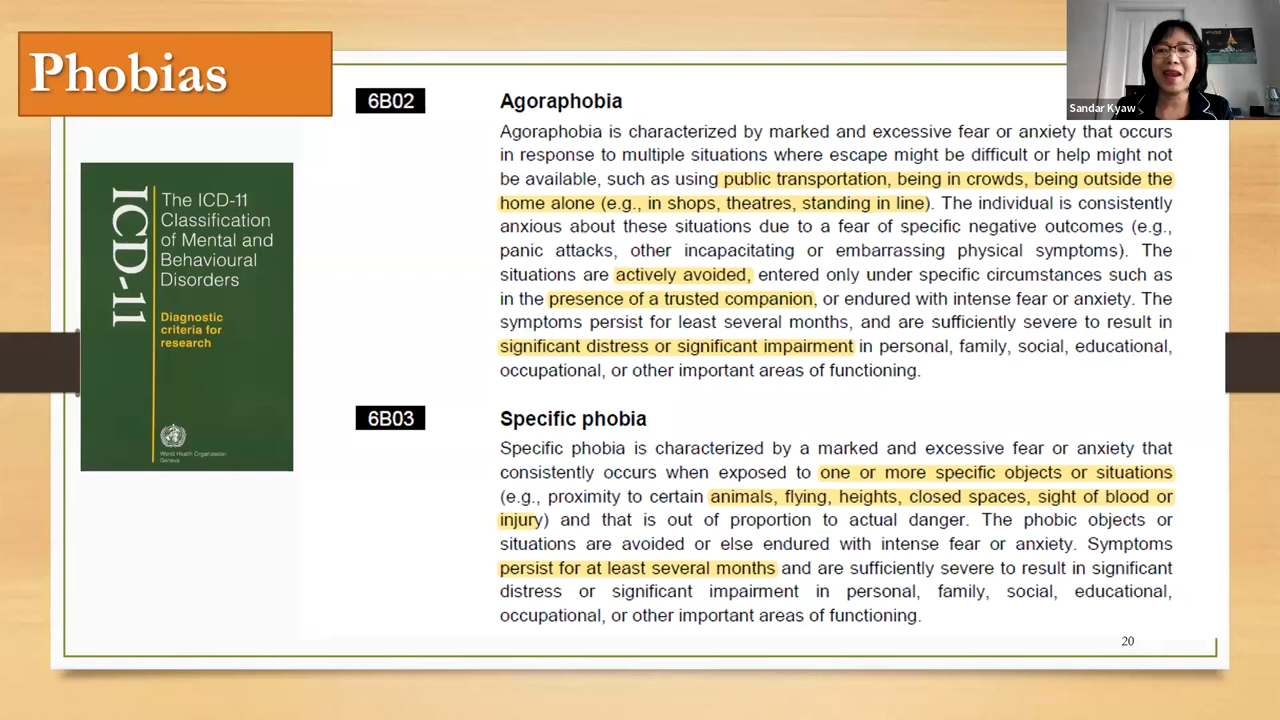 Phobias
Sandar Kyaw
6B02
Agoraphobia
Agoraphobia is characterized by marked and excessive fear or anxiety that occurs
in response to multiple situations where escape might be difficult or help might not
be available, such as using public transportation, being in crowds, being outside the
home alone (e.g., in shops, theatres, standing in line). The individual is consistently
anxious about these situations due to a fear of specific negative outcomes (e.g.,
panic attacks, other incapacitating or embarrassing physical symptoms). The
situations are actively avoided, entered only under specific circumstances such as
in the presence of a trusted companion, or endured with intense fear or anxiety. The
symptoms persist for least several months, and are sufficiently severe to result in
significant distress or significant impairment in personal, family, social, educational,
occupational, or other important areas of functioning.
ICD-11
The ICD-11
Classification
of Mental and
Behavioural
Disorders
Diagnostic
criteria for
research
World Health Organization
Geneva
6B03
Specific phobia
Specific phobia is characterized by a marked and excessive fear or anxiety that
consistently occurs when exposed to one or more specific objects or situations
(e.g., proximity to certain animals, flying, heights, closed spaces, sight of blood or
injury) and that is out of proportion to actual danger. The phobic objects or
situations are avoided or else endured with intense fear or anxiety. Symptoms
persist for at least several months and are sufficiently severe to result in significant
distress or significant impairment in personal, family, social, educational,
occupational, or other important areas of functioning.
20